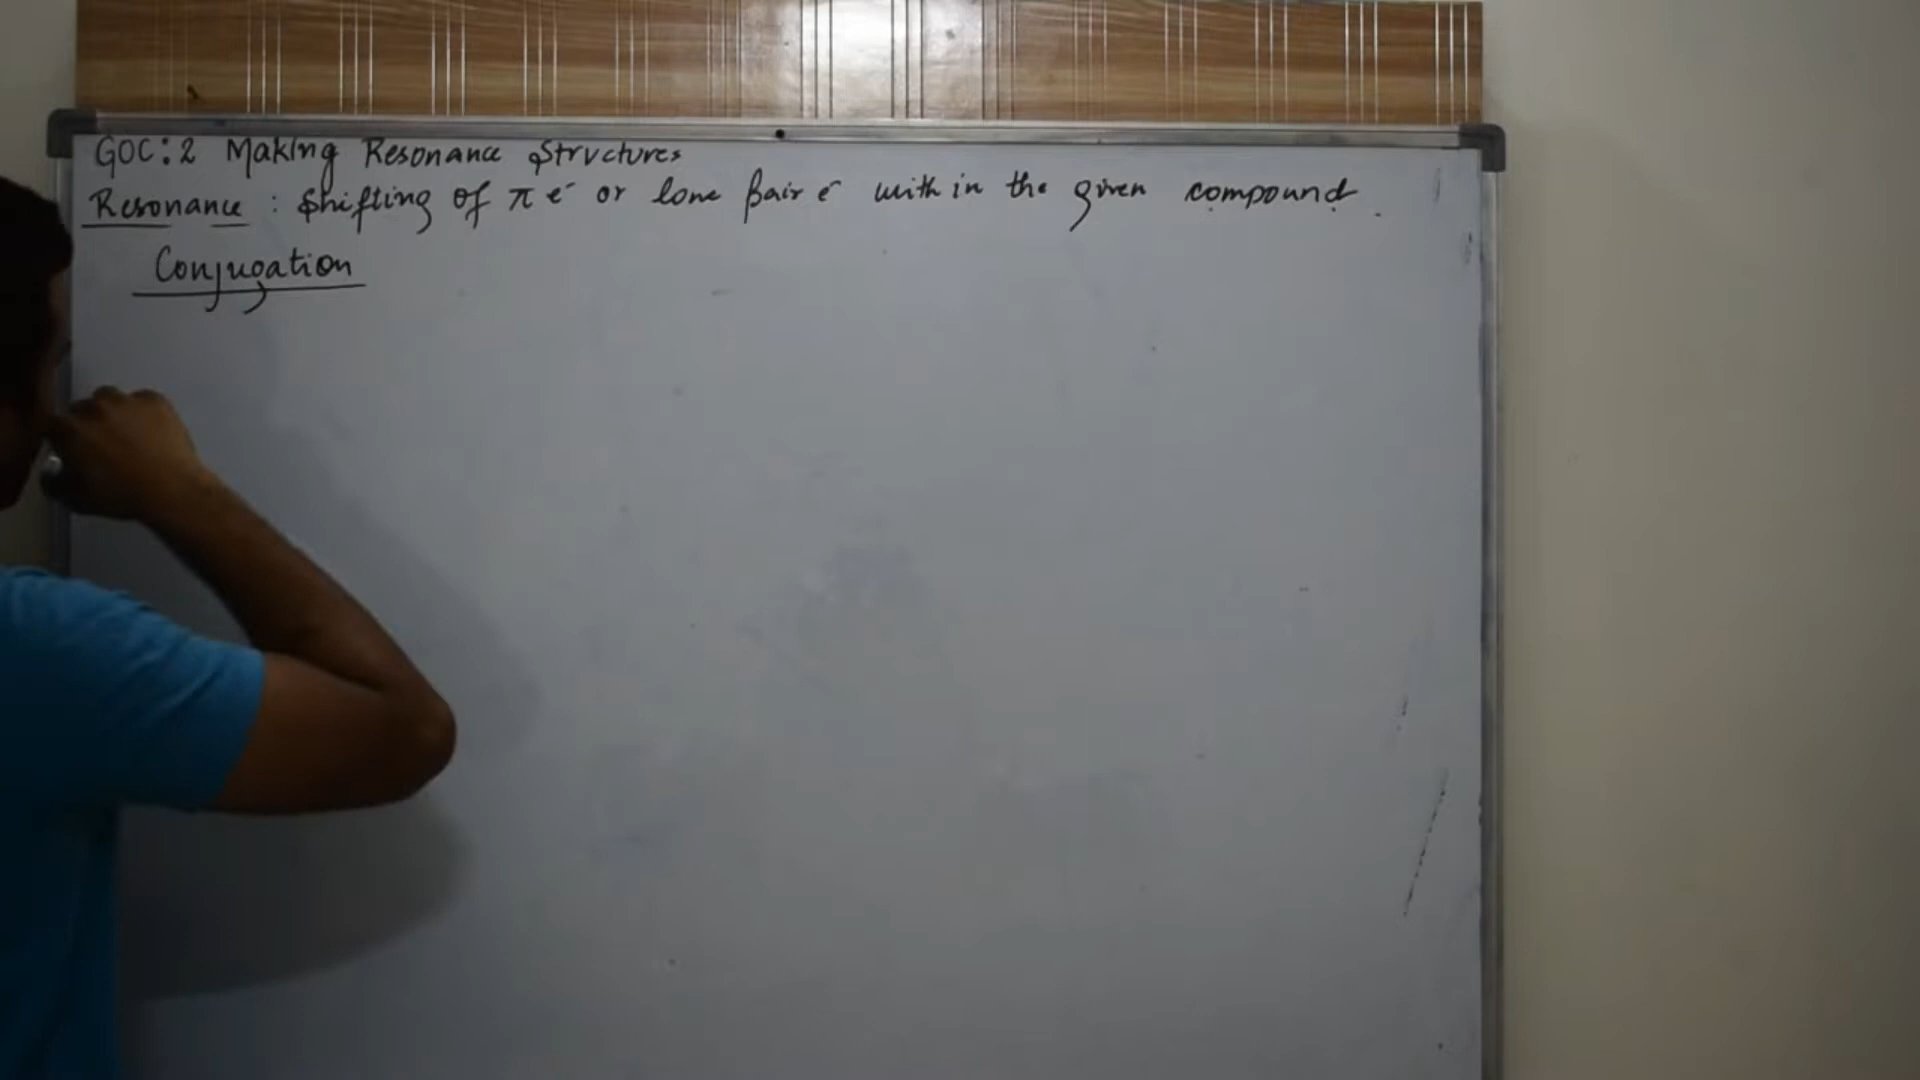 GOC: 2 Making Resonance Structures
Resonance : Shifting of π e⁻ or lone pair e⁻ with in the given compound.
Conjugation